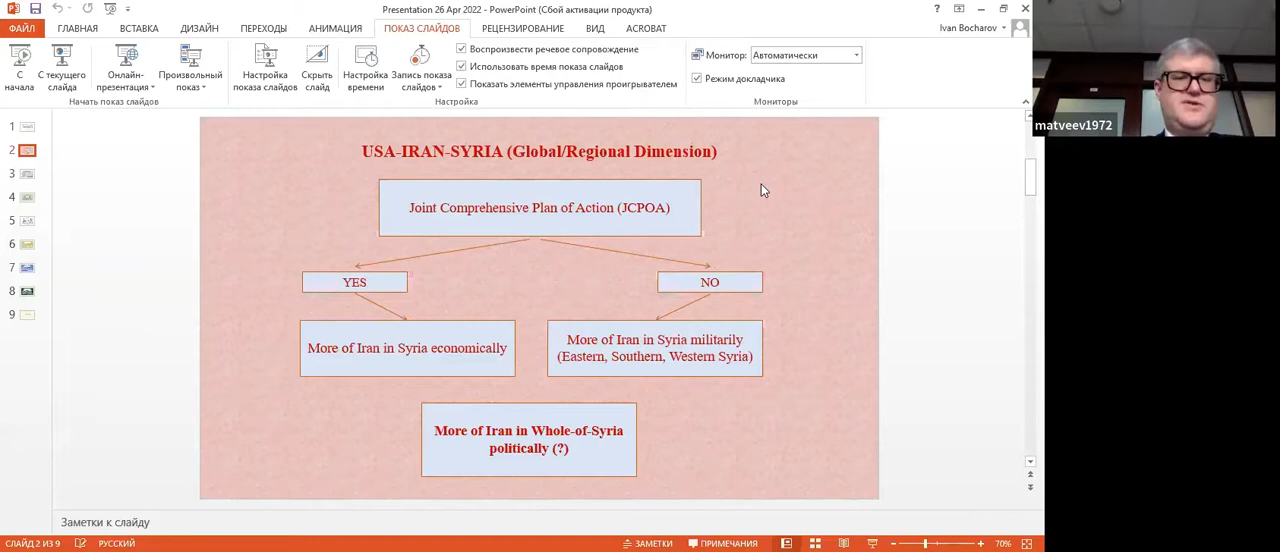 Presentation 26 Apr 2022 - PowerPoint (Сбой активации продукта)
ФАЙЛ ГЛАВНАЯ ВСТАВКА ДИЗАЙН ПЕРЕХОДЫ АНИМАЦИЯ ПОКАЗ СЛАЙДОВ РЕЦЕНЗИРОВАНИЕ ВИД ACROBAT Ivan Bocharov
С начала
С текущего слайда
Онлайн-презентация
Произвольный показ
Начать показ слайдов
Настройка показа слайдов
Скрыть слайд
Настройка времени
Запись показа слайдов
Воспроизвести речевое сопровождение
Использовать время показа слайдов
Показать элементы управления проигрывателем
Настройка
Монитор: Автоматически
Режим докладчика
Мониторы
matveev1972
1
2
3
4
5
6
7
8
9
USA-IRAN-SYRIA (Global/Regional Dimension)
Joint Comprehensive Plan of Action (JCPOA)
YES
NO
More of Iran in Syria economically
More of Iran in Syria militarily
(Eastern, Southern, Western Syria)
More of Iran in Whole-of-Syria
politically (?)
Заметки к слайду
СЛАЙД 2 ИЗ 9 РУССКИЙ ЗАМЕТКИ ПРИМЕЧАНИЯ 70%